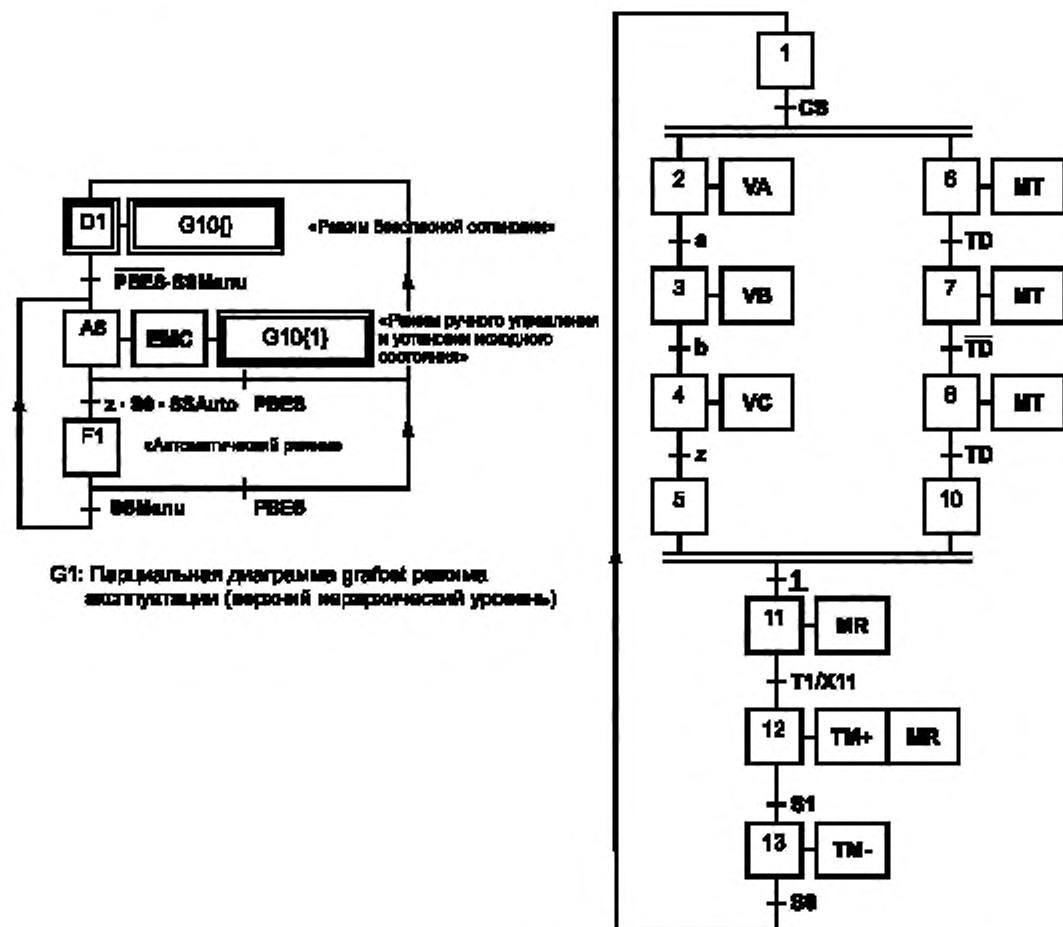 D1
G10{}
«Режим безопасной остановки»
PBES·SSManu
A6
EMC
G10{1}
«Режим ручного управления
и установки исходного
состояния»
z · S0 · SSAuto
PBES
F1
«Автоматический режим»
SSManu
PBES
G1: Парциальная диаграмма grafcet режима
эксплуатации (верхний иерархический уровень)
1
CS
2
VA
a
3
VB
b
4
VC
z
5
6
MT
TD
7
MT
TD
8
MT
TD
10
1
11
MR
T1/X11
12
TM+
MR
S1
13
TM-
S0